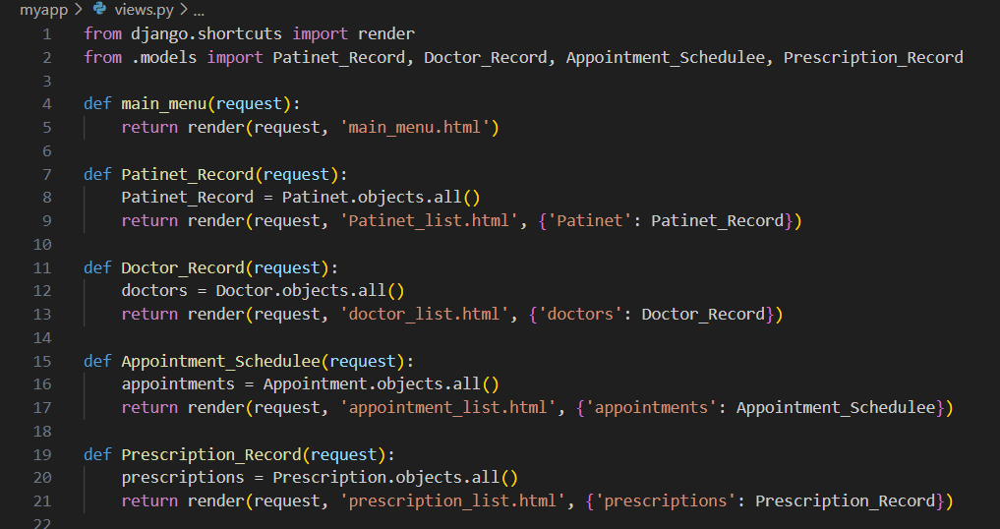 myapp > views.py > ...
1 from django.shortcuts import render
2 from .models import Patinet_Record, Doctor_Record, Appointment_Schedulee, Prescription_Record
3
4 def main_menu(request):
5     return render(request, 'main_menu.html')
6
7 def Patinet_Record(request):
8     Patinet_Record = Patinet.objects.all()
9     return render(request, 'Patinet_list.html', {'Patinet': Patinet_Record})
10
11 def Doctor_Record(request):
12     doctors = Doctor.objects.all()
13     return render(request, 'doctor_list.html', {'doctors': Doctor_Record})
14
15 def Appointment_Schedulee(request):
16     appointments = Appointment.objects.all()
17     return render(request, 'appointment_list.html', {'appointments': Appointment_Schedulee})
18
19 def Prescription_Record(request):
20     prescriptions = Prescription.objects.all()
21     return render(request, 'prescription_list.html', {'prescriptions': Prescription_Record})
22